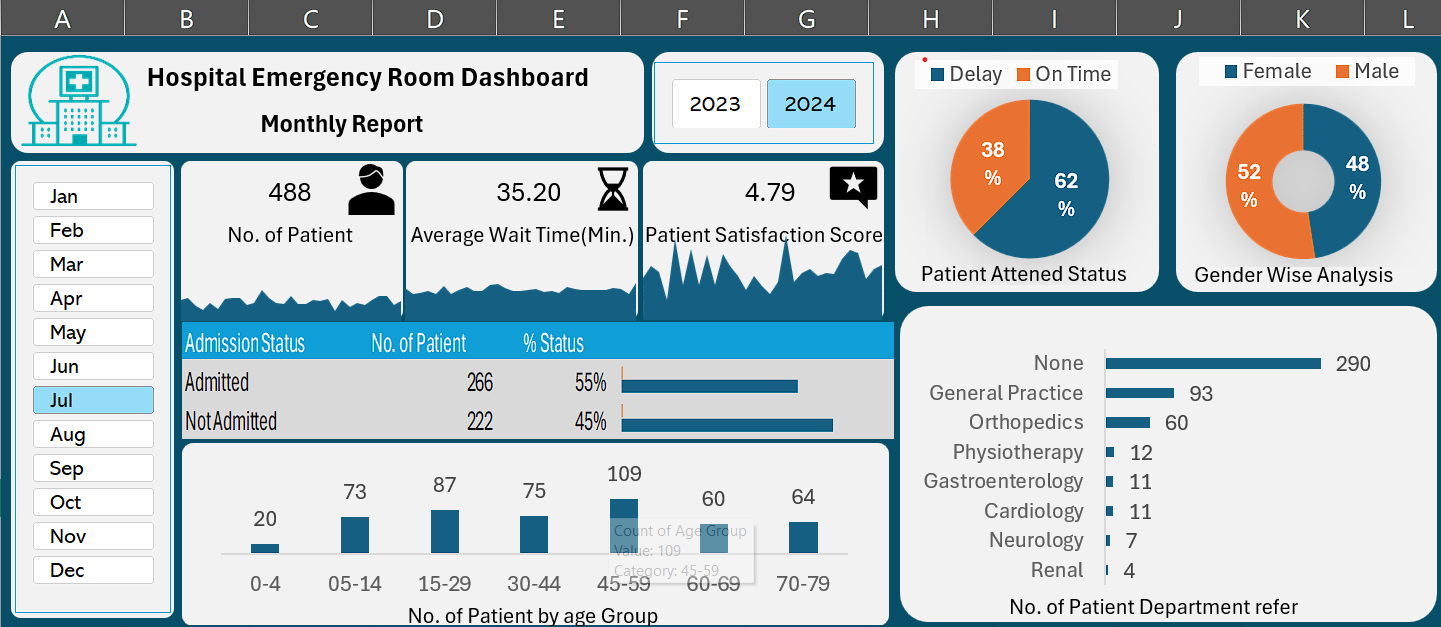 A B C D E F G H I J K L
Hospital Emergency Room Dashboard
Monthly Report
2023 2024
Jan
Feb
Mar
Apr
May
Jun
Jul
Aug
Sep
Oct
Nov
Dec
488
No. of Patient
35.20
Average Wait Time(Min.)
4.79
Patient Satisfaction Score
Delay On Time
38
%
62
%
Patient Attened Status
Female Male
52
%
48
%
Gender Wise Analysis
Admission Status No. of Patient % Status
Admitted 266 55%
Not Admitted 222 45%
20 73 87 75 109 60 64
Count of Age Group
Value: 109
Category: 45-59
0-4 05-14 15-29 30-44 45-59 60-69 70-79
No. of Patient by age Group
None 290
General Practice 93
Orthopedics 60
Physiotherapy 12
Gastroenterology 11
Cardiology 11
Neurology 7
Renal 4
No. of Patient Department refer